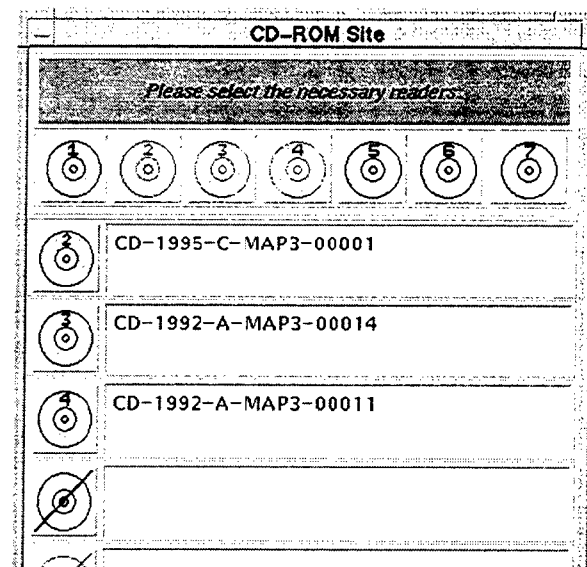 CD-ROM Site
Please select the necessary readers:
1 2 3 4 5 6 7
2 CD-1995-C-MAP3-00001
3 CD-1992-A-MAP3-00014
4 CD-1992-A-MAP3-00011